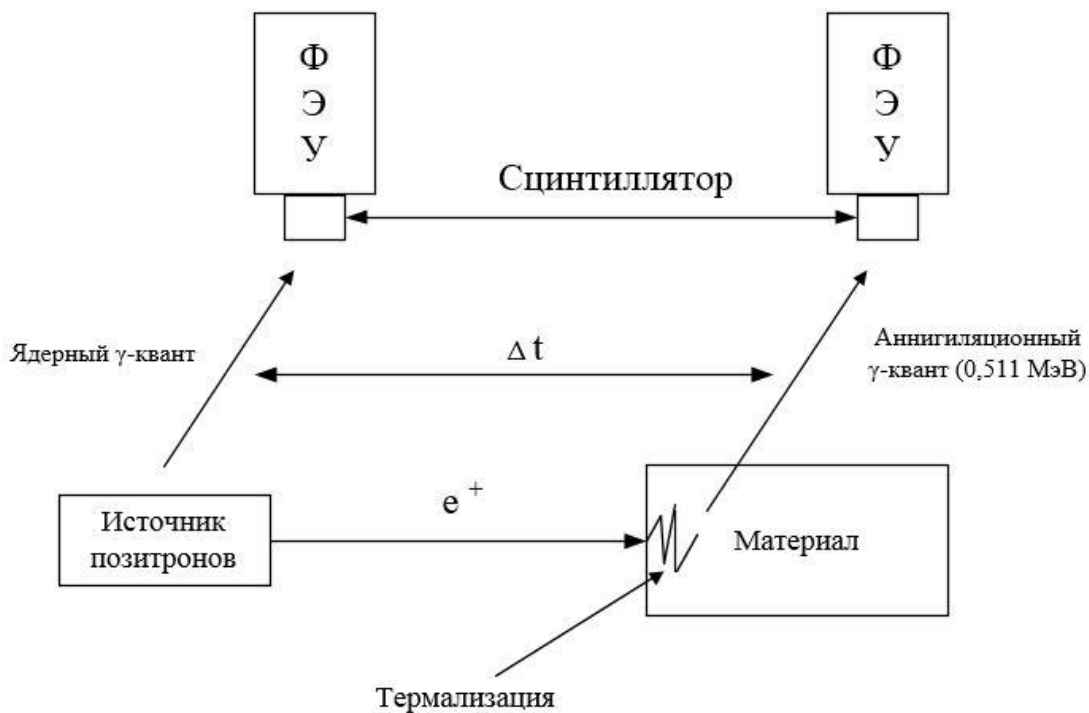 Ф
Э
У
Ф
Э
У
Сцинтиллятор
Ядерный γ-квант
Δ t
Аннигиляционный
γ-квант (0,511 МэВ)
Источник
позитронов
e +
Материал
Термализация